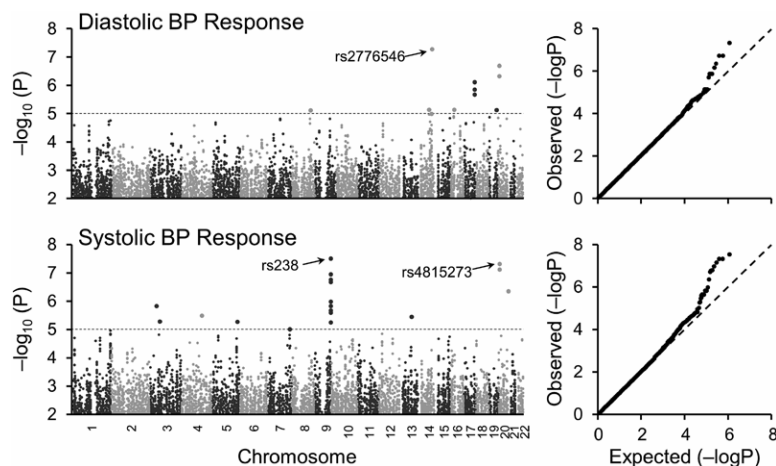 Diastolic BP Response
8
7
6
5
4
3
2
−log10 (P)
rs2776546
8
6
4
2
0
Observed (−logP)
Systolic BP Response
8
7
6
5
4
3
2
−log10 (P)
rs238
rs4815273
1 2 3 4 5 6 7 8 9 10 11 12 13 14 15 16 17 18 19 20 21 22
Chromosome
8
6
4
2
0
Observed (−logP)
0 2 4 6 8
Expected (−logP)